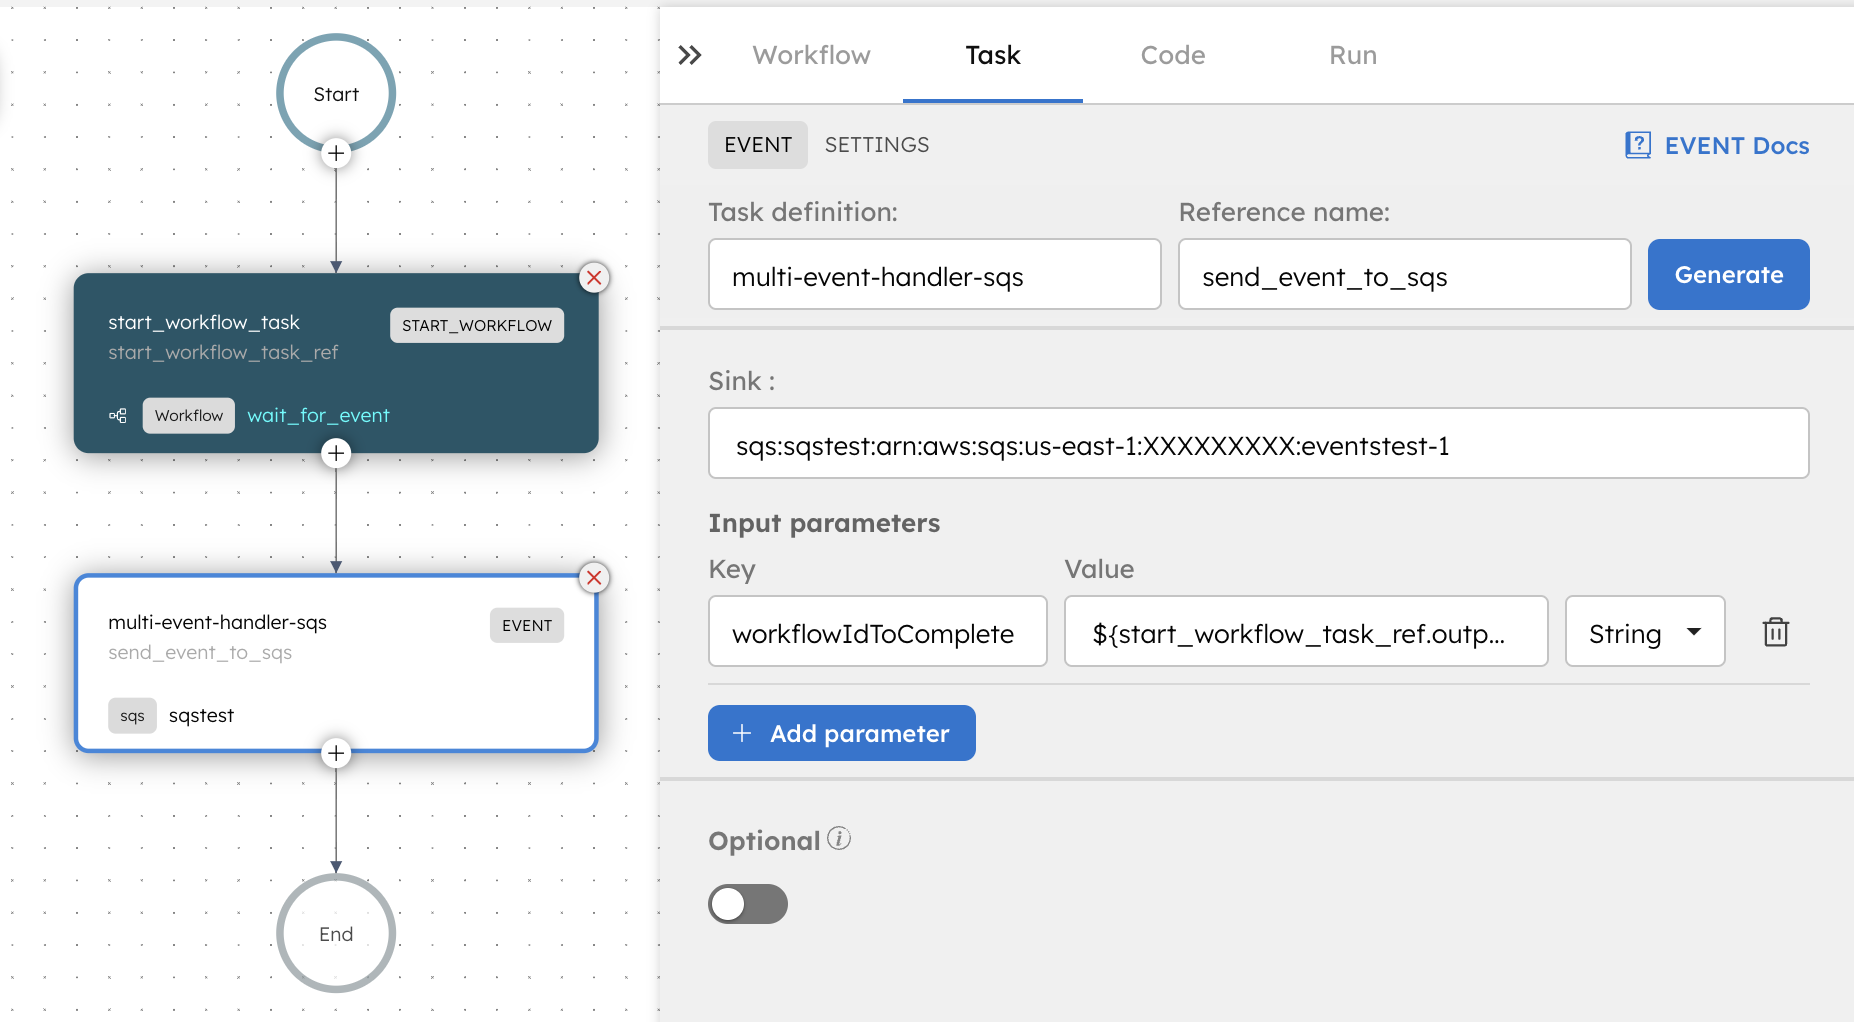 Start
start_workflow_task
START_WORKFLOW
start_workflow_task_ref
Workflow wait_for_event
multi-event-handler-sqs
EVENT
send_event_to_sqs
sqs sqstest
End
Workflow Task Code Run
EVENT SETTINGS
EVENT Docs
Task definition: Reference name:
multi-event-handler-sqs send_event_to_sqs Generate
Sink :
sqs:sqstest:arn:aws:sqs:us-east-1:XXXXXXXXX:eventstest-1
Input parameters
Key Value
workflowIdToComplete ${start_workflow_task_ref.outp... String
+ Add parameter
Optional